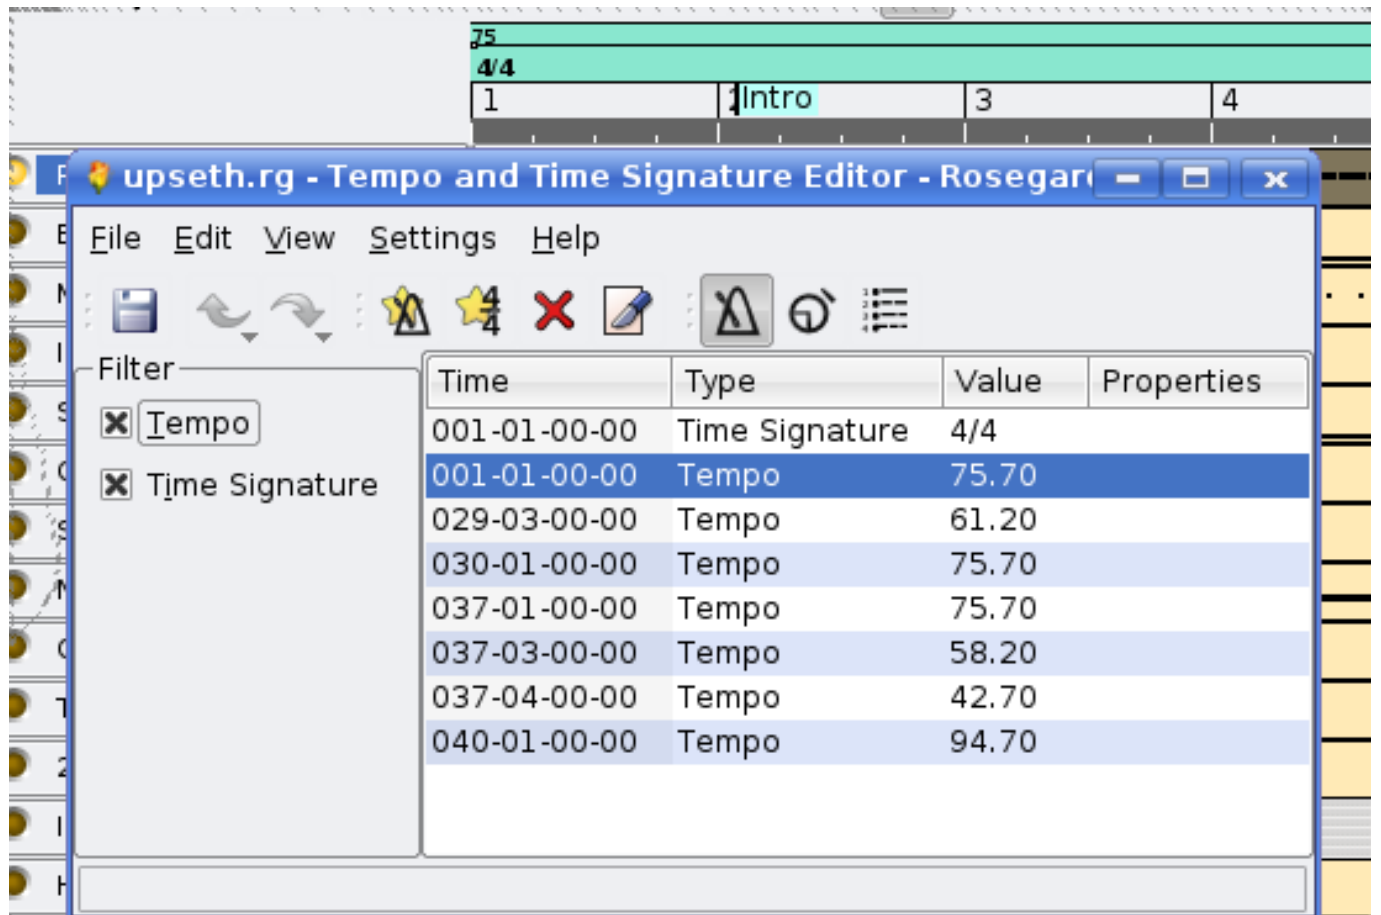 75
4/4
1
Intro
3
4
upseth.rg - Tempo and Time Signature Editor - Rosegar
File Edit View Settings Help
Filter
Tempo
Time Signature
Time Type Value Properties
001-01-00-00 Time Signature 4/4
001-01-00-00 Tempo 75.70
029-03-00-00 Tempo 61.20
030-01-00-00 Tempo 75.70
037-01-00-00 Tempo 75.70
037-03-00-00 Tempo 58.20
037-04-00-00 Tempo 42.70
040-01-00-00 Tempo 94.70